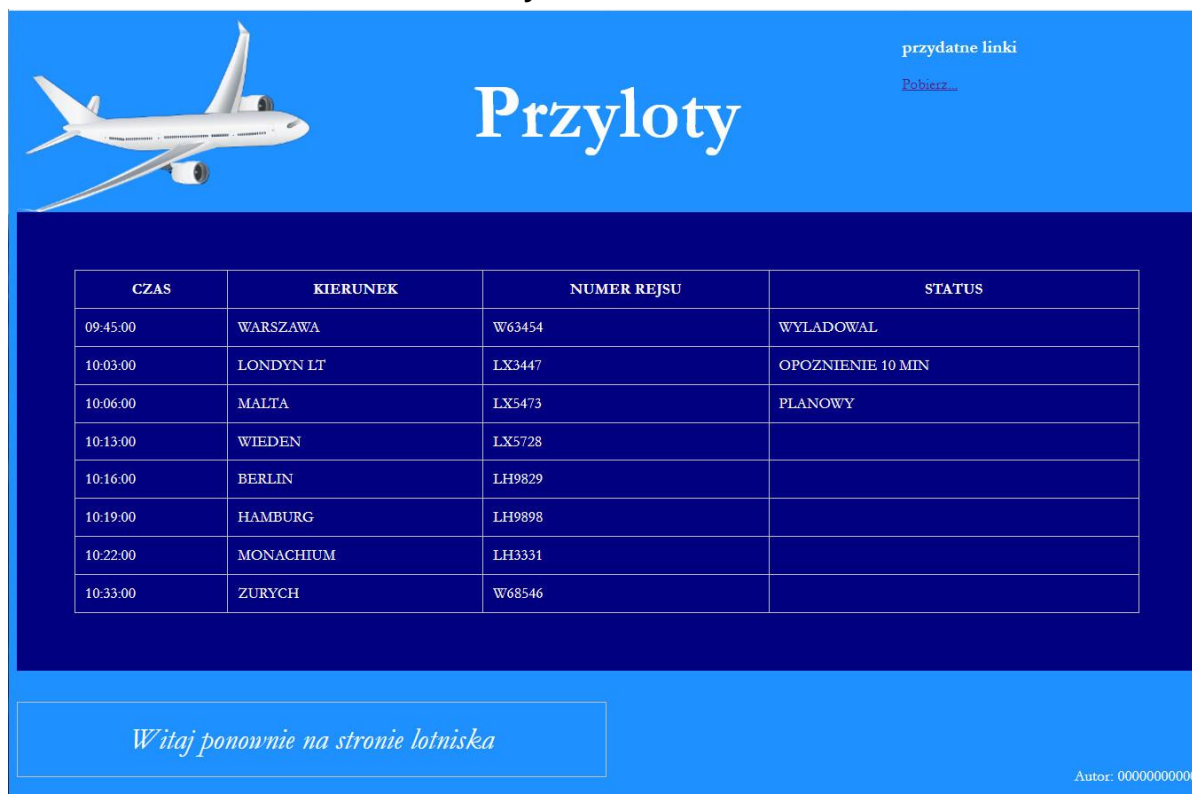 Przyloty
przydatne linki
Pobierz...
CZAS KIERUNEK NUMER REJSU STATUS
09:45:00 WARSZAWA W63454 WYLADOWAL
10:03:00 LONDYN LT LX3447 OPOZNIENIE 10 MIN
10:06:00 MALTA LX5473 PLANOWY
10:13:00 WIEDEN LX5728
10:16:00 BERLIN LH9829
10:19:00 HAMBURG LH9898
10:22:00 MONACHIUM LH3331
10:33:00 ZURYCH W68546
Witaj ponownie na stronie lotniska
Autor: